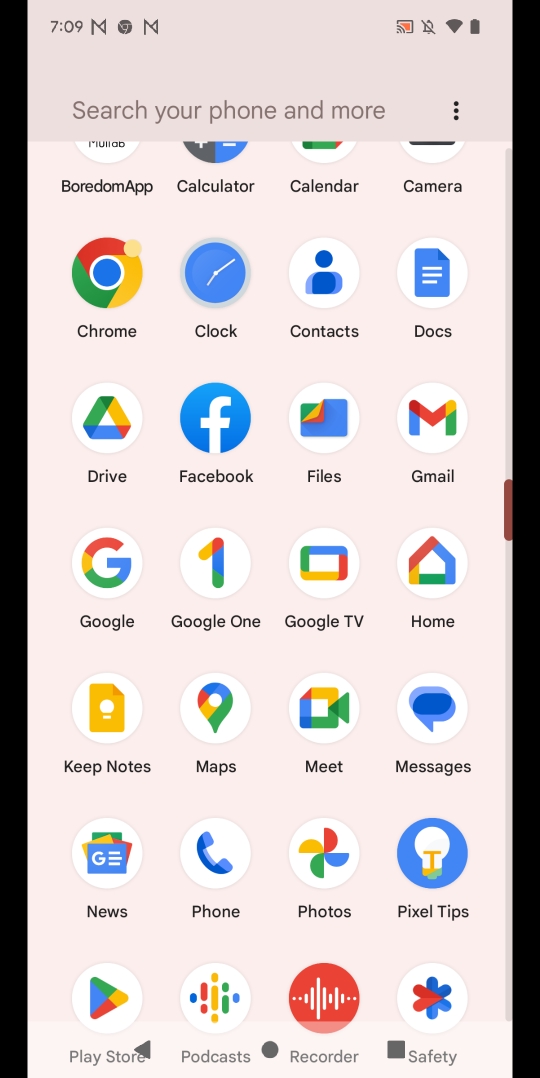 7:09
Search your phone and more
BoredomApp Calculator Calendar Camera
Chrome Clock Contacts Docs
Drive Facebook Files Gmail
Google Google One Google TV Home
Keep Notes Maps Meet Messages
News Phone Photos Pixel Tips
Play Store Podcasts Recorder Safety